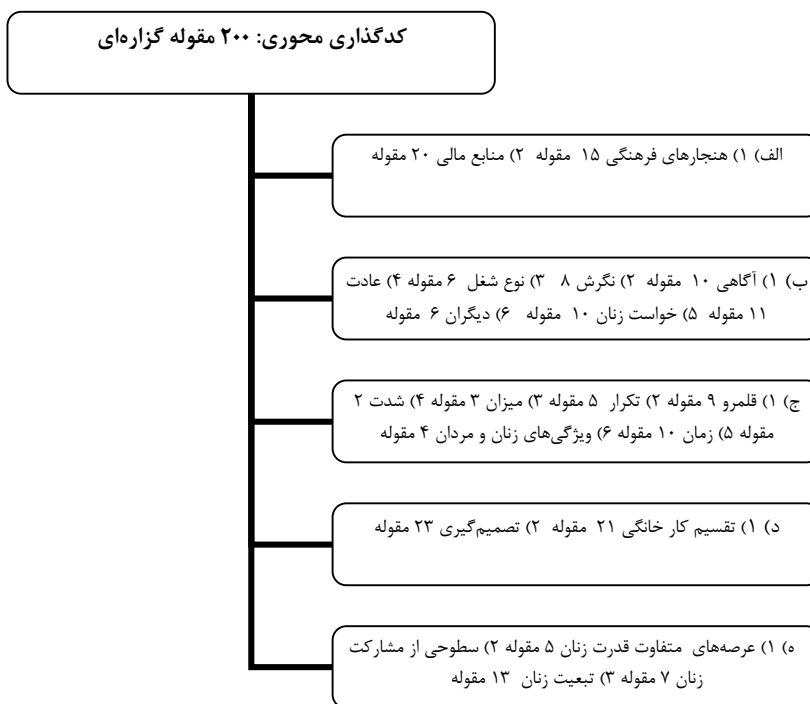 کدگذاری محوری: ۲۰۰ مقوله گزاره‌ای
الف) ۱) هنجارهای فرهنگی ۱۵ مقوله ۲) منابع مالی ۲۰ مقوله
ب) ۱) آگاهی ۱۰ مقوله ۲) نگرش ۸ ۳) نوع شغل ۶ مقوله ۴) عادت
۱۱ مقوله ۵) خواست زنان ۱۰ مقوله ۶) دیگران ۶ مقوله
ج) ۱) قلمرو ۹ مقوله ۲) تکرار ۵ مقوله ۳) میزان ۳ مقوله ۴) شدت ۲
مقوله ۵) زمان ۱۰ مقوله ۶) ویژگی‌های زنان و مردان ۴ مقوله
د) ۱) تقسیم کار خانگی ۲۱ مقوله ۲) تصمیم‌گیری ۲۳ مقوله
ه) ۱) عرصه‌های متفاوت قدرت زنان ۵ مقوله ۲) سطوحی از مشارکت
زنان ۷ مقوله ۳) تبعیت زنان ۱۳ مقوله